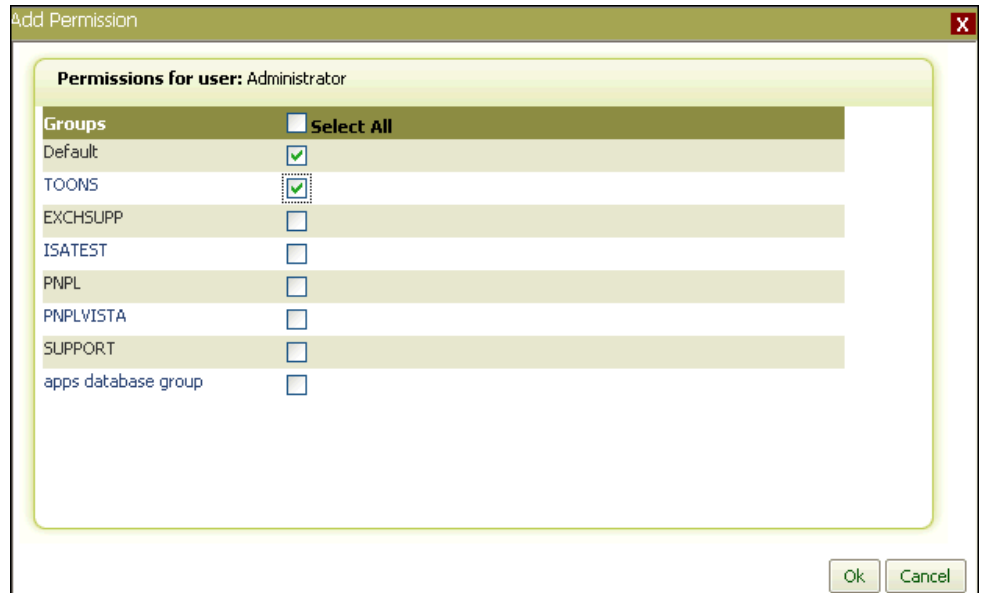 Add Permission
X
Permissions for user: Administrator
Groups Select All
Default
TOONS
EXCHSUPP
ISATEST
PNPL
PNPLVISTA
SUPPORT
apps database group
Ok Cancel